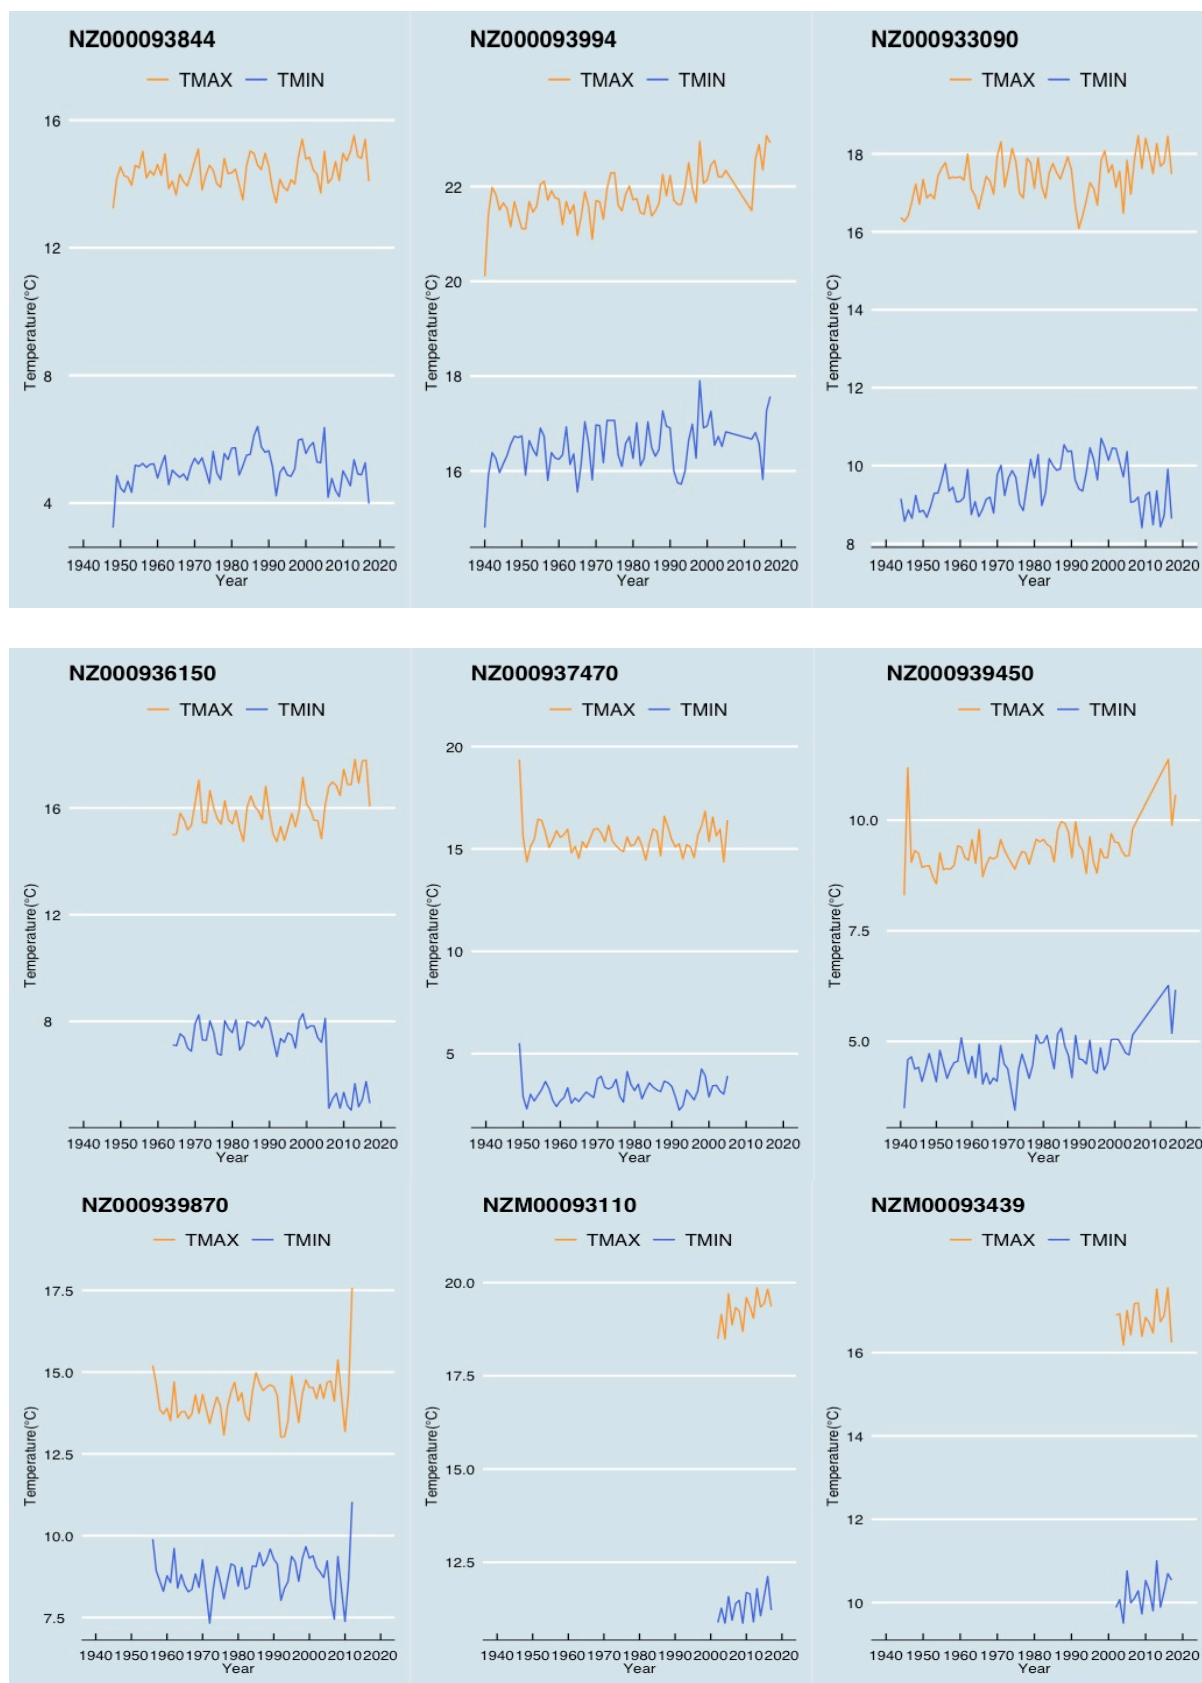 NZ000093844 NZ000093994 NZ000933090
TMAX TMIN TMAX TMIN TMAX TMIN
16
12
8
4
Temperature(°C)
1940 1950 1960 1970 1980 1990 2000 2010 2020
Year
22
20
18
16
Temperature(°C)
1940 1950 1960 1970 1980 1990 2000 2010 2020
Year
18
16
14
12
10
8
Temperature(°C)
1940 1950 1960 1970 1980 1990 2000 2010 2020
Year
NZ000936150 NZ000937470 NZ000939450
TMAX TMIN TMAX TMIN TMAX TMIN
16
12
8
Temperature(°C)
1940 1950 1960 1970 1980 1990 2000 2010 2020
Year
20
15
10
5
Temperature(°C)
1940 1950 1960 1970 1980 1990 2000 2010 2020
Year
10.0
7.5
5.0
Temperature(°C)
1940 1950 1960 1970 1980 1990 2000 2010 2020
Year
NZ000939870 NZM00093110 NZM00093439
TMAX TMIN TMAX TMIN TMAX TMIN
17.5
15.0
12.5
10.0
7.5
Temperature(°C)
1940 1950 1960 1970 1980 1990 2000 2010 2020
Year
20.0
17.5
15.0
12.5
Temperature(°C)
1940 1950 1960 1970 1980 1990 2000 2010 2020
Year
16
14
12
10
Temperature(°C)
1940 1950 1960 1970 1980 1990 2000 2010 2020
Year